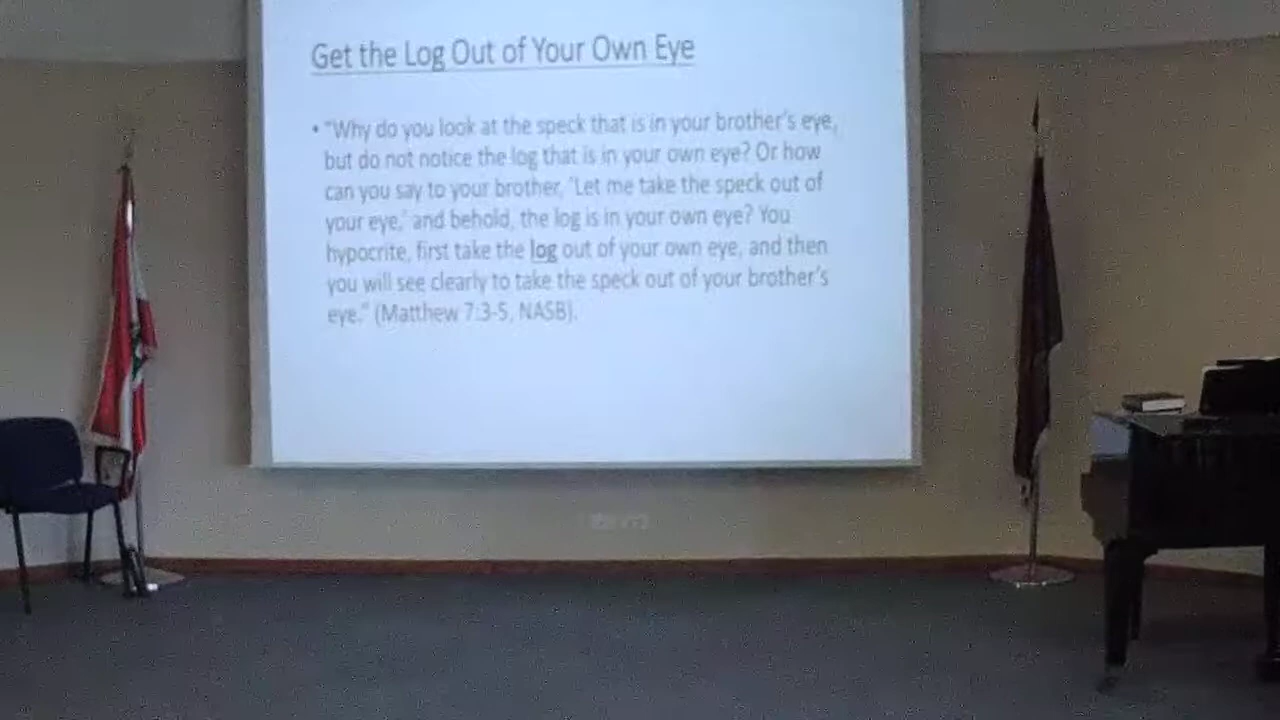 Get the Log Out of Your Own Eye
• "Why do you look at the speck that is in your brother's eye,
but do not notice the log that is in your own eye? Or how
can you say to your brother, 'Let me take the speck out of
your eye,' and behold, the log is in your own eye? You
hypocrite, first take the log out of your own eye, and then
you will see clearly to take the speck out of your brother's
eye." (Matthew 7:3-5, NASB).